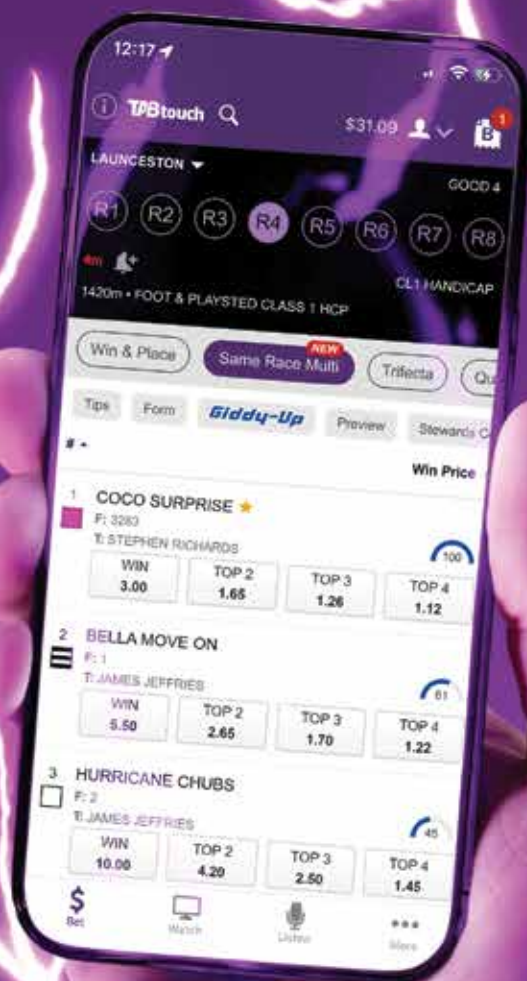 12:17
TABtouch
$31.09
1
B
LAUNCESTON
GOOD 4
R1 R2 R3 R4 R5 R6 R7 R8
4m
CL1 HANDICAP
1420m • FOOT & PLAYSTED CLASS 1 HCP
NEW
Win & Place Same Race Multi Trifecta Qu
Tips Form Giddy-Up Preview Stewards C
#
Win Price
1 COCO SURPRISE
F: 3283
T: STEPHEN RICHARDS
100
WIN TOP 2 TOP 3 TOP 4
3.00 1.65 1.26 1.12
2 BELLA MOVE ON
F: 1
T: JAMES JEFFRIES
61
WIN TOP 2 TOP 3 TOP 4
5.50 2.65 1.70 1.22
3 HURRICANE CHUBS
F: 2
T: JAMES JEFFRIES
45
WIN TOP 2 TOP 3 TOP 4
10.00 4.20 2.50 1.45
$
Bet Watch Listen More